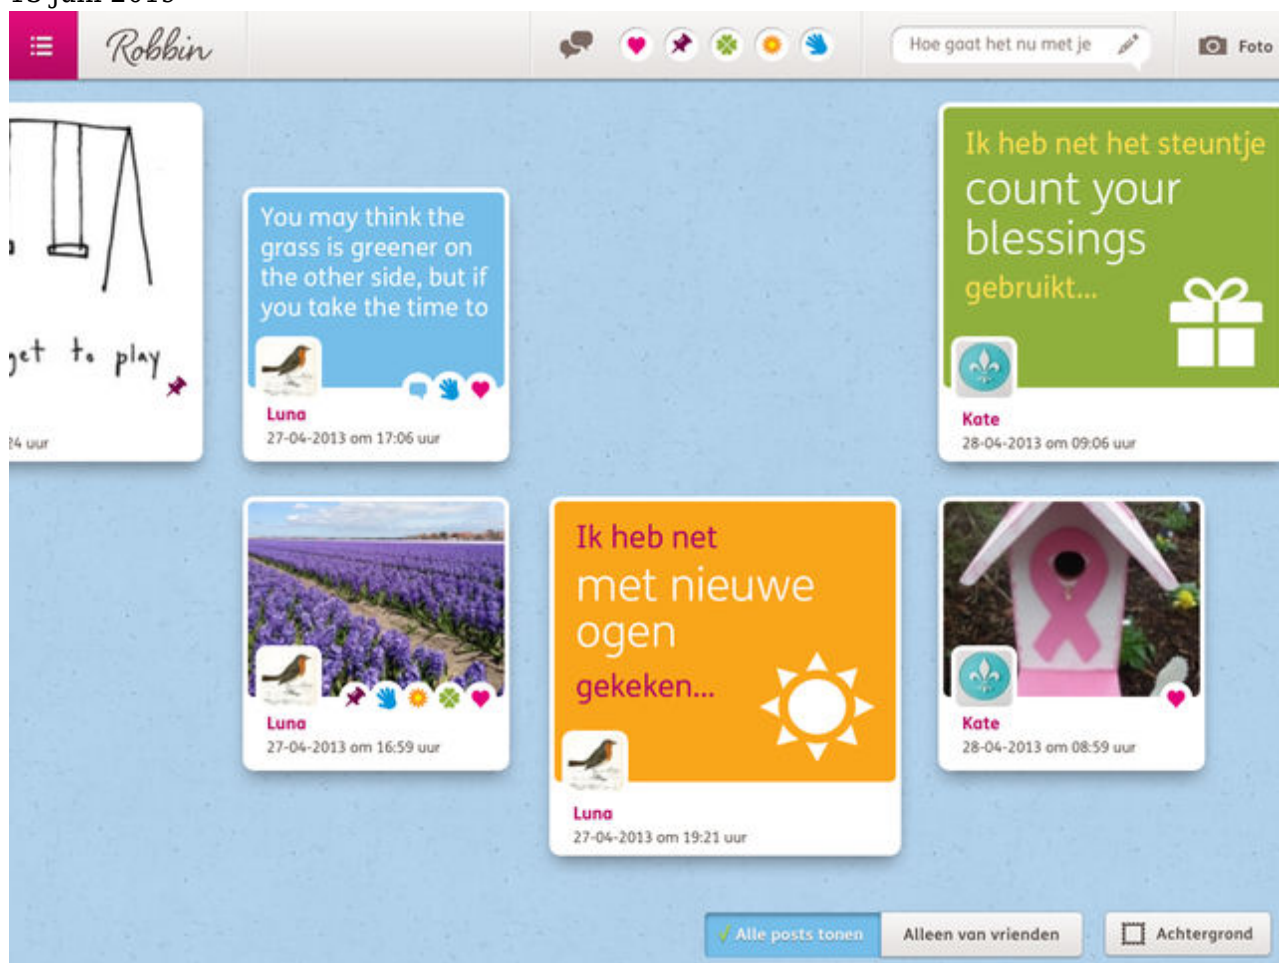 Robbin
Hoe gaat het nu met je
Foto
get to play
24 uur
You may think the
grass is greener on
the other side, but if
you take the time to
Luna
27-04-2013 om 17:06 uur
Ik heb net het steuntje
count your
blessings
gebruikt...
Kate
28-04-2013 om 09:06 uur
Luna
27-04-2013 om 16:59 uur
Ik heb net
met nieuwe
ogen
gekeken...
Luna
27-04-2013 om 19:21 uur
Kate
28-04-2013 om 08:59 uur
Alle posts tonen
Alleen van vrienden
Achtergrond